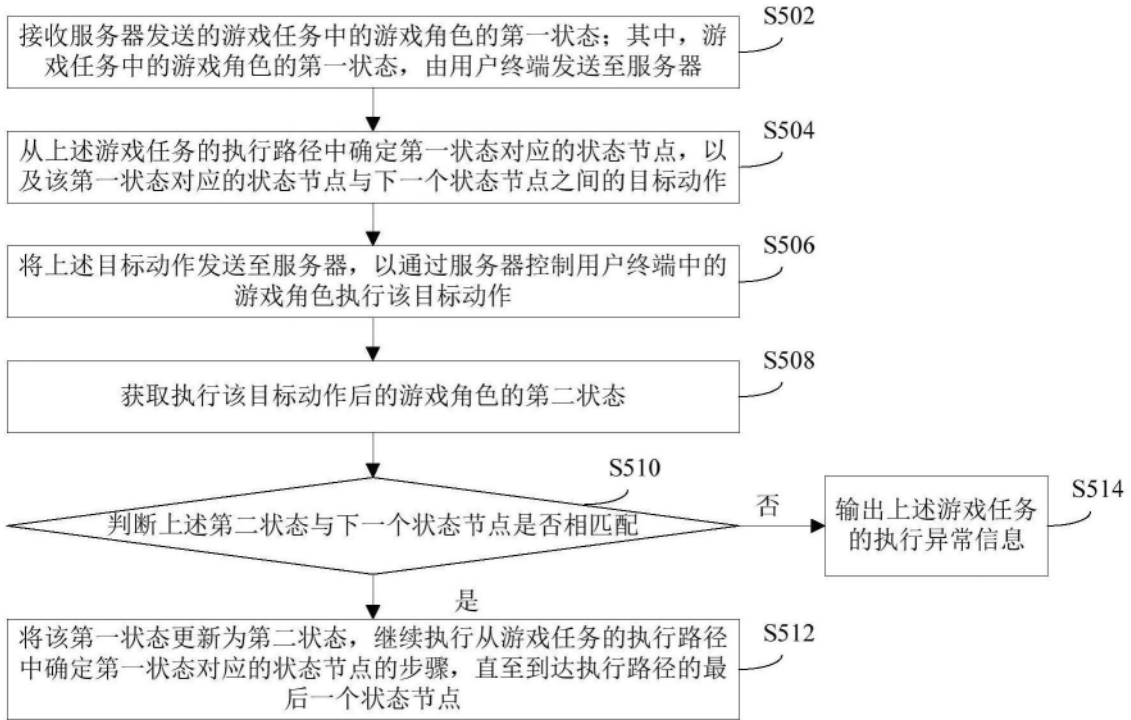 S502
接收服务器发送的游戏任务中的游戏角色的第一状态；其中，游
戏任务中的游戏角色的第一状态，由用户终端发送至服务器
S504
从上述游戏任务的执行路径中确定第一状态对应的状态节点，以
及该第一状态对应的状态节点与下一个状态节点之间的目标动作
S506
将上述目标动作发送至服务器，以通过服务器控制用户终端中的
游戏角色执行该目标动作
S508
获取执行该目标动作后的游戏角色的第二状态
S510
判断上述第二状态与下一个状态节点是否相匹配
否
S514
输出上述游戏任务
的执行异常信息
是
S512
将该第一状态更新为第二状态，继续执行从游戏任务的执行路径
中确定第一状态对应的状态节点的步骤，直至到达执行路径的最
后一个状态节点